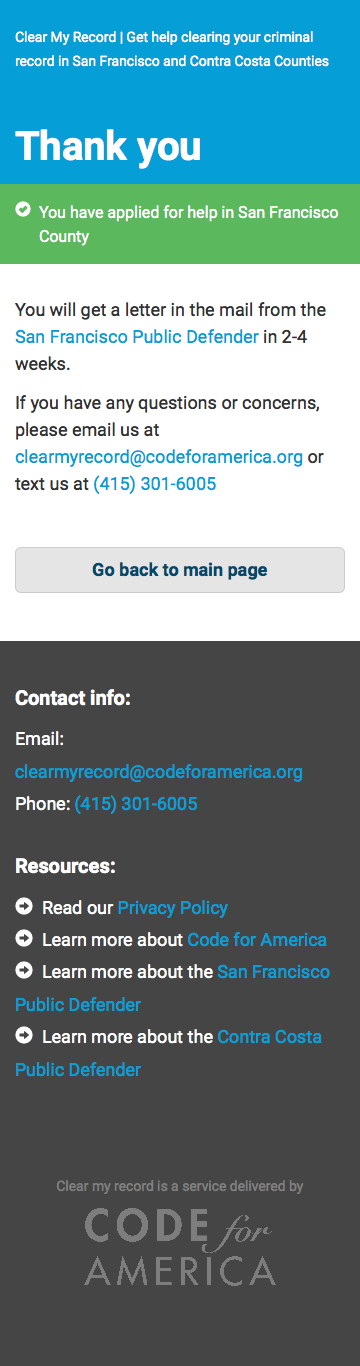 Clear My Record | Get help clearing your criminal
record in San Francisco and Contra Costa Counties
Thank you
You have applied for help in San Francisco
County
You will get a letter in the mail from the
San Francisco Public Defender in 2-4
weeks.
If you have any questions or concerns,
please email us at
clearmyrecord@codeforamerica.org or
text us at (415) 301-6005
Go back to main page
Contact info:
Email:
clearmyrecord@codeforamerica.org
Phone: (415) 301-6005
Resources:
Read our Privacy Policy
Learn more about Code for America
Learn more about the San Francisco
Public Defender
Learn more about the Contra Costa
Public Defender
Clear my record is a service delivered by
CODE for
AMERICA